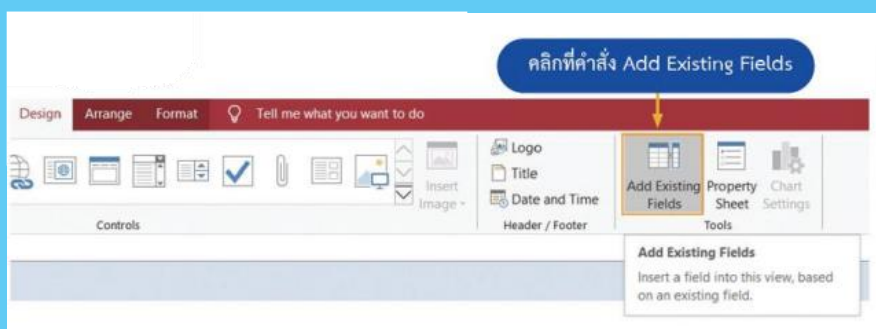 คลิกที่คำสั่ง Add Existing Fields
Design Arrange Format Tell me what you want to do
Logo
Title
Date and Time
Insert
Image
Add Existing
Fields
Property
Sheet
Chart
Settings
Controls
Header / Footer
Tools
Add Existing Fields
Insert a field into this view, based
on an existing field.